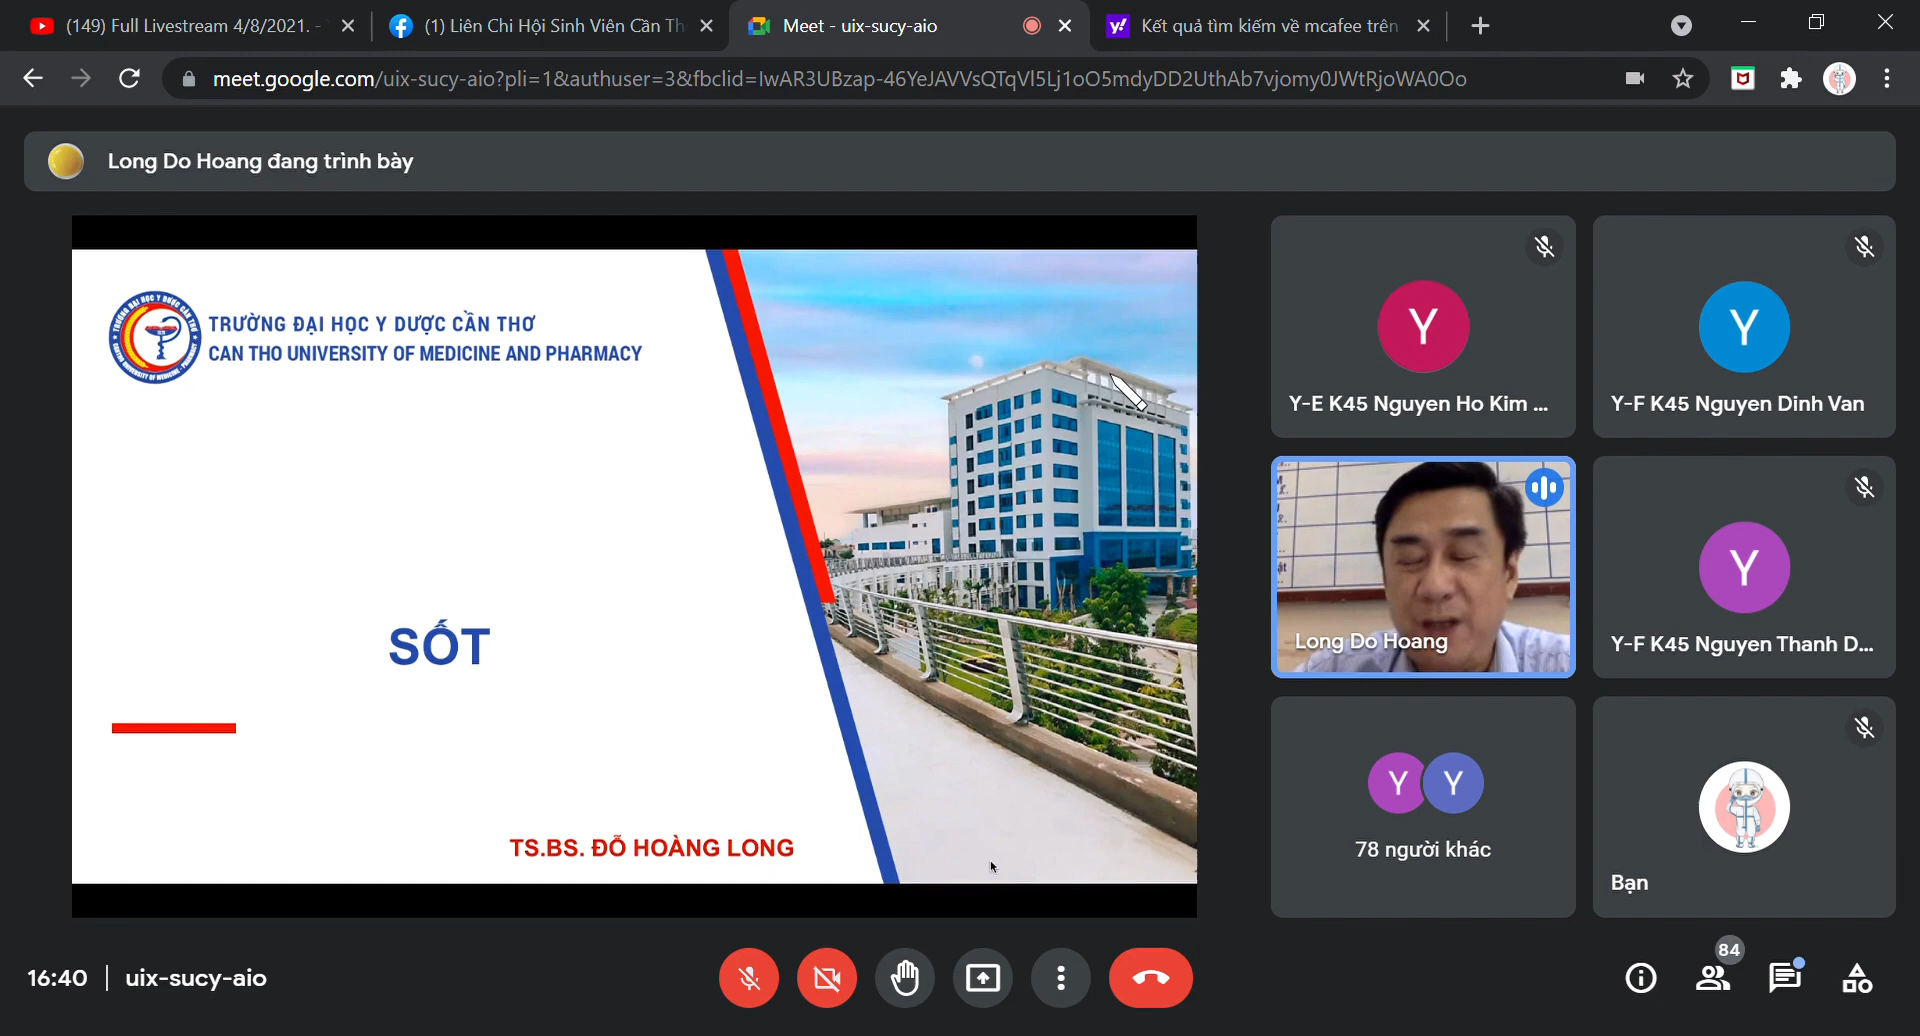 (149) Full Livestream 4/8/2021. -
(1) Liên Chi Hội Sinh Viên Cần Th
Meet - uix-sucy-aio
Kết quả tìm kiếm về mcafee trên
meet.google.com/uix-sucy-aio?pli=1&authuser=3&fbclid=IwAR3UBzap-46YeJAVVsQTqVl5Lj1oO5mdyDD2UthAb7vjomy0JWtRjoWA0Oo
Long Do Hoang đang trình bày
TRƯỜNG ĐẠI HỌC Y DƯỢC CẦN THƠ
CAN THO UNIVERSITY OF MEDICINE AND PHARMACY
SỐT
TS.BS. ĐỖ HOÀNG LONG
Y
Y-E K45 Nguyen Ho Kim ...
Y
Y-F K45 Nguyen Dinh Van
Long Do Hoang
Y
Y-F K45 Nguyen Thanh D...
Y Y
78 người khác
Bạn
16:40 | uix-sucy-aio
84